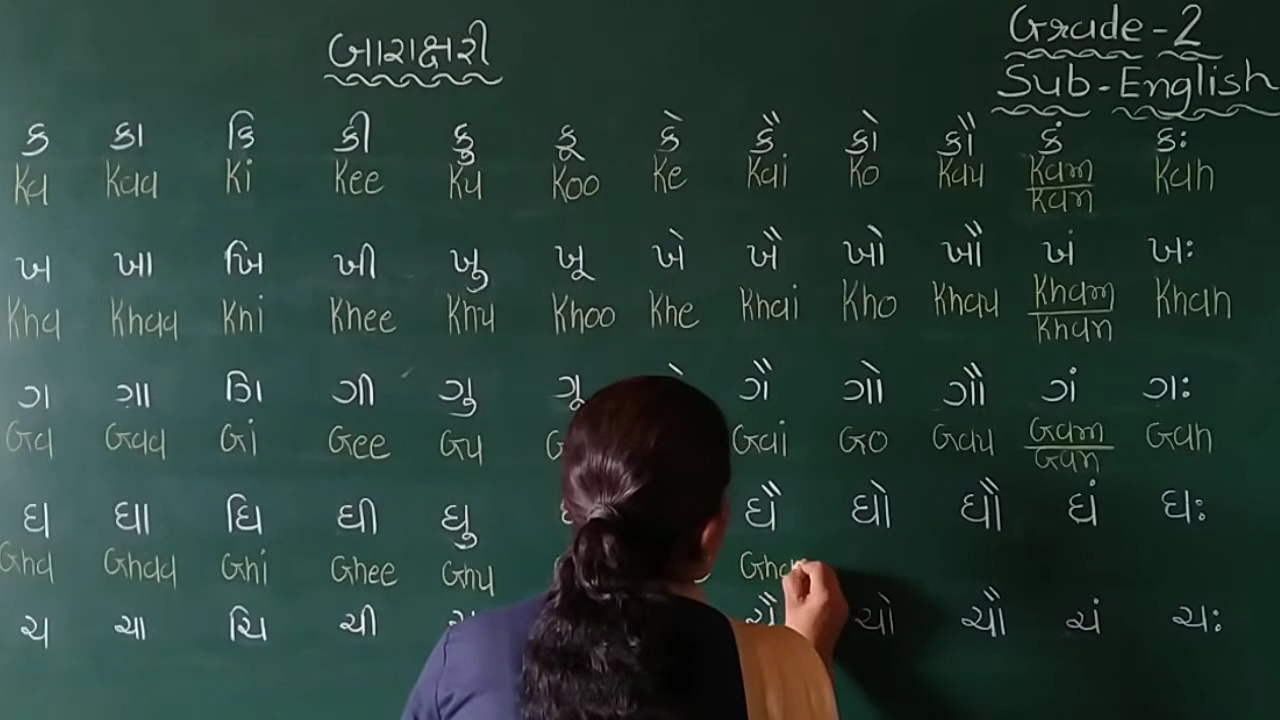 બારાક્ષરી
Grade-2
Sub-English
ક કા કિ કી કુ કૂ કે કૈ કો કૌ કં કઃ
Ka Kaa Ki Kee Ku Koo Ke Kai Ko Kau Kam Kah
Kan
ખ ખા ખિ ખી ખુ ખૂ ખે ખૈ ખો ખૌ ખં ખઃ
Kha Khaa Khi Khee Khu Khoo Khe Khai Kho Khau Kham Khah
Khan
ગ ગા ગિ ગી ગુ ગૂ ગૈ ગો ગૌ ગં ગઃ
Ga Gaa Gi Gee Gu Gai Go Gau Gam Gah
Gan
ઘ ઘા ઘિ ઘી ઘુ ઘૈ ઘો ઘૌ ઘં ઘઃ
Gha Ghaa Ghi Ghee Ghu
ચ ચા ચિ ચી ચૈ ચો ચૌ ચં ચઃ